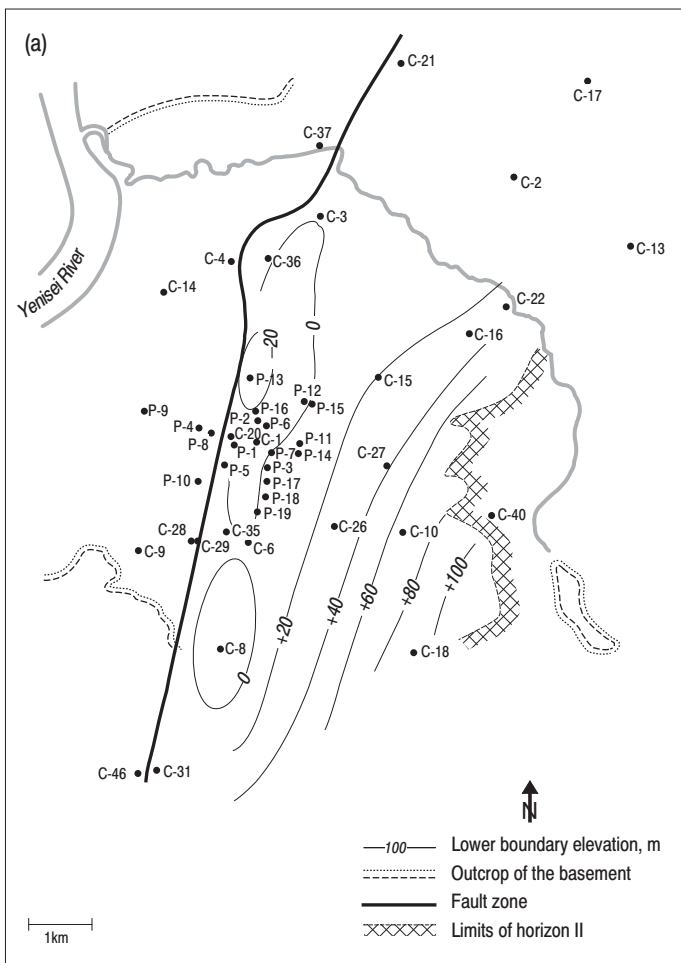 (a)
C-21
C-17
C-37
C-2
C-3
C-13
C-4
C-36
Yenisei River
C-14
0
C-22
C-16
−20
P-13
C-15
P-12
P-15
P-9
P-16
P-2
P-6
P-4
P-8
C-20
C-1
P-11
P-1
P-7
P-14
P-5
P-3
C-27
P-10
P-17
P-18
P-19
C-40
C-28
C-35
C-26
C-10
C-29
C-6
C-9
+100
+80
+60
+40
+20
C-8
C-18
0
C-46
C-31
N
100 Lower boundary elevation, m
Outcrop of the basement
Fault zone
Limits of horizon II
1km